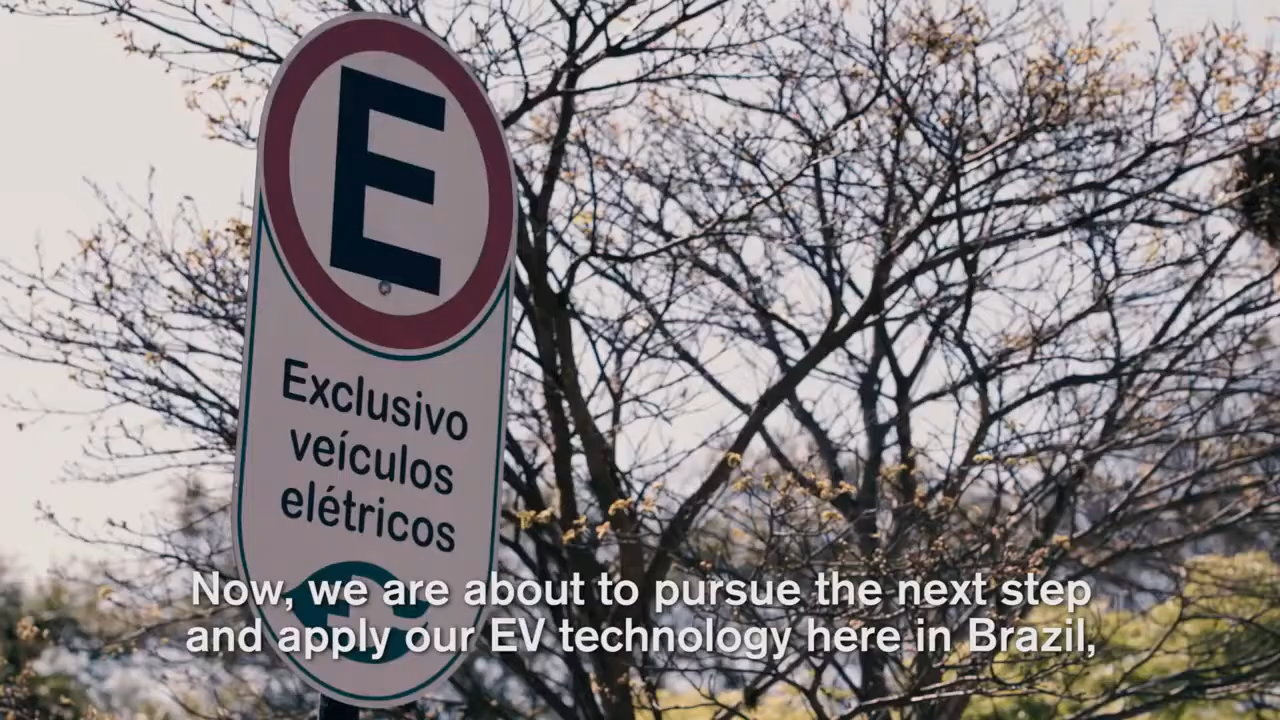 E
Exclusivo
veículos
elétricos
Now, we are about to pursue the next step
and apply our EV technology here in Brazil,